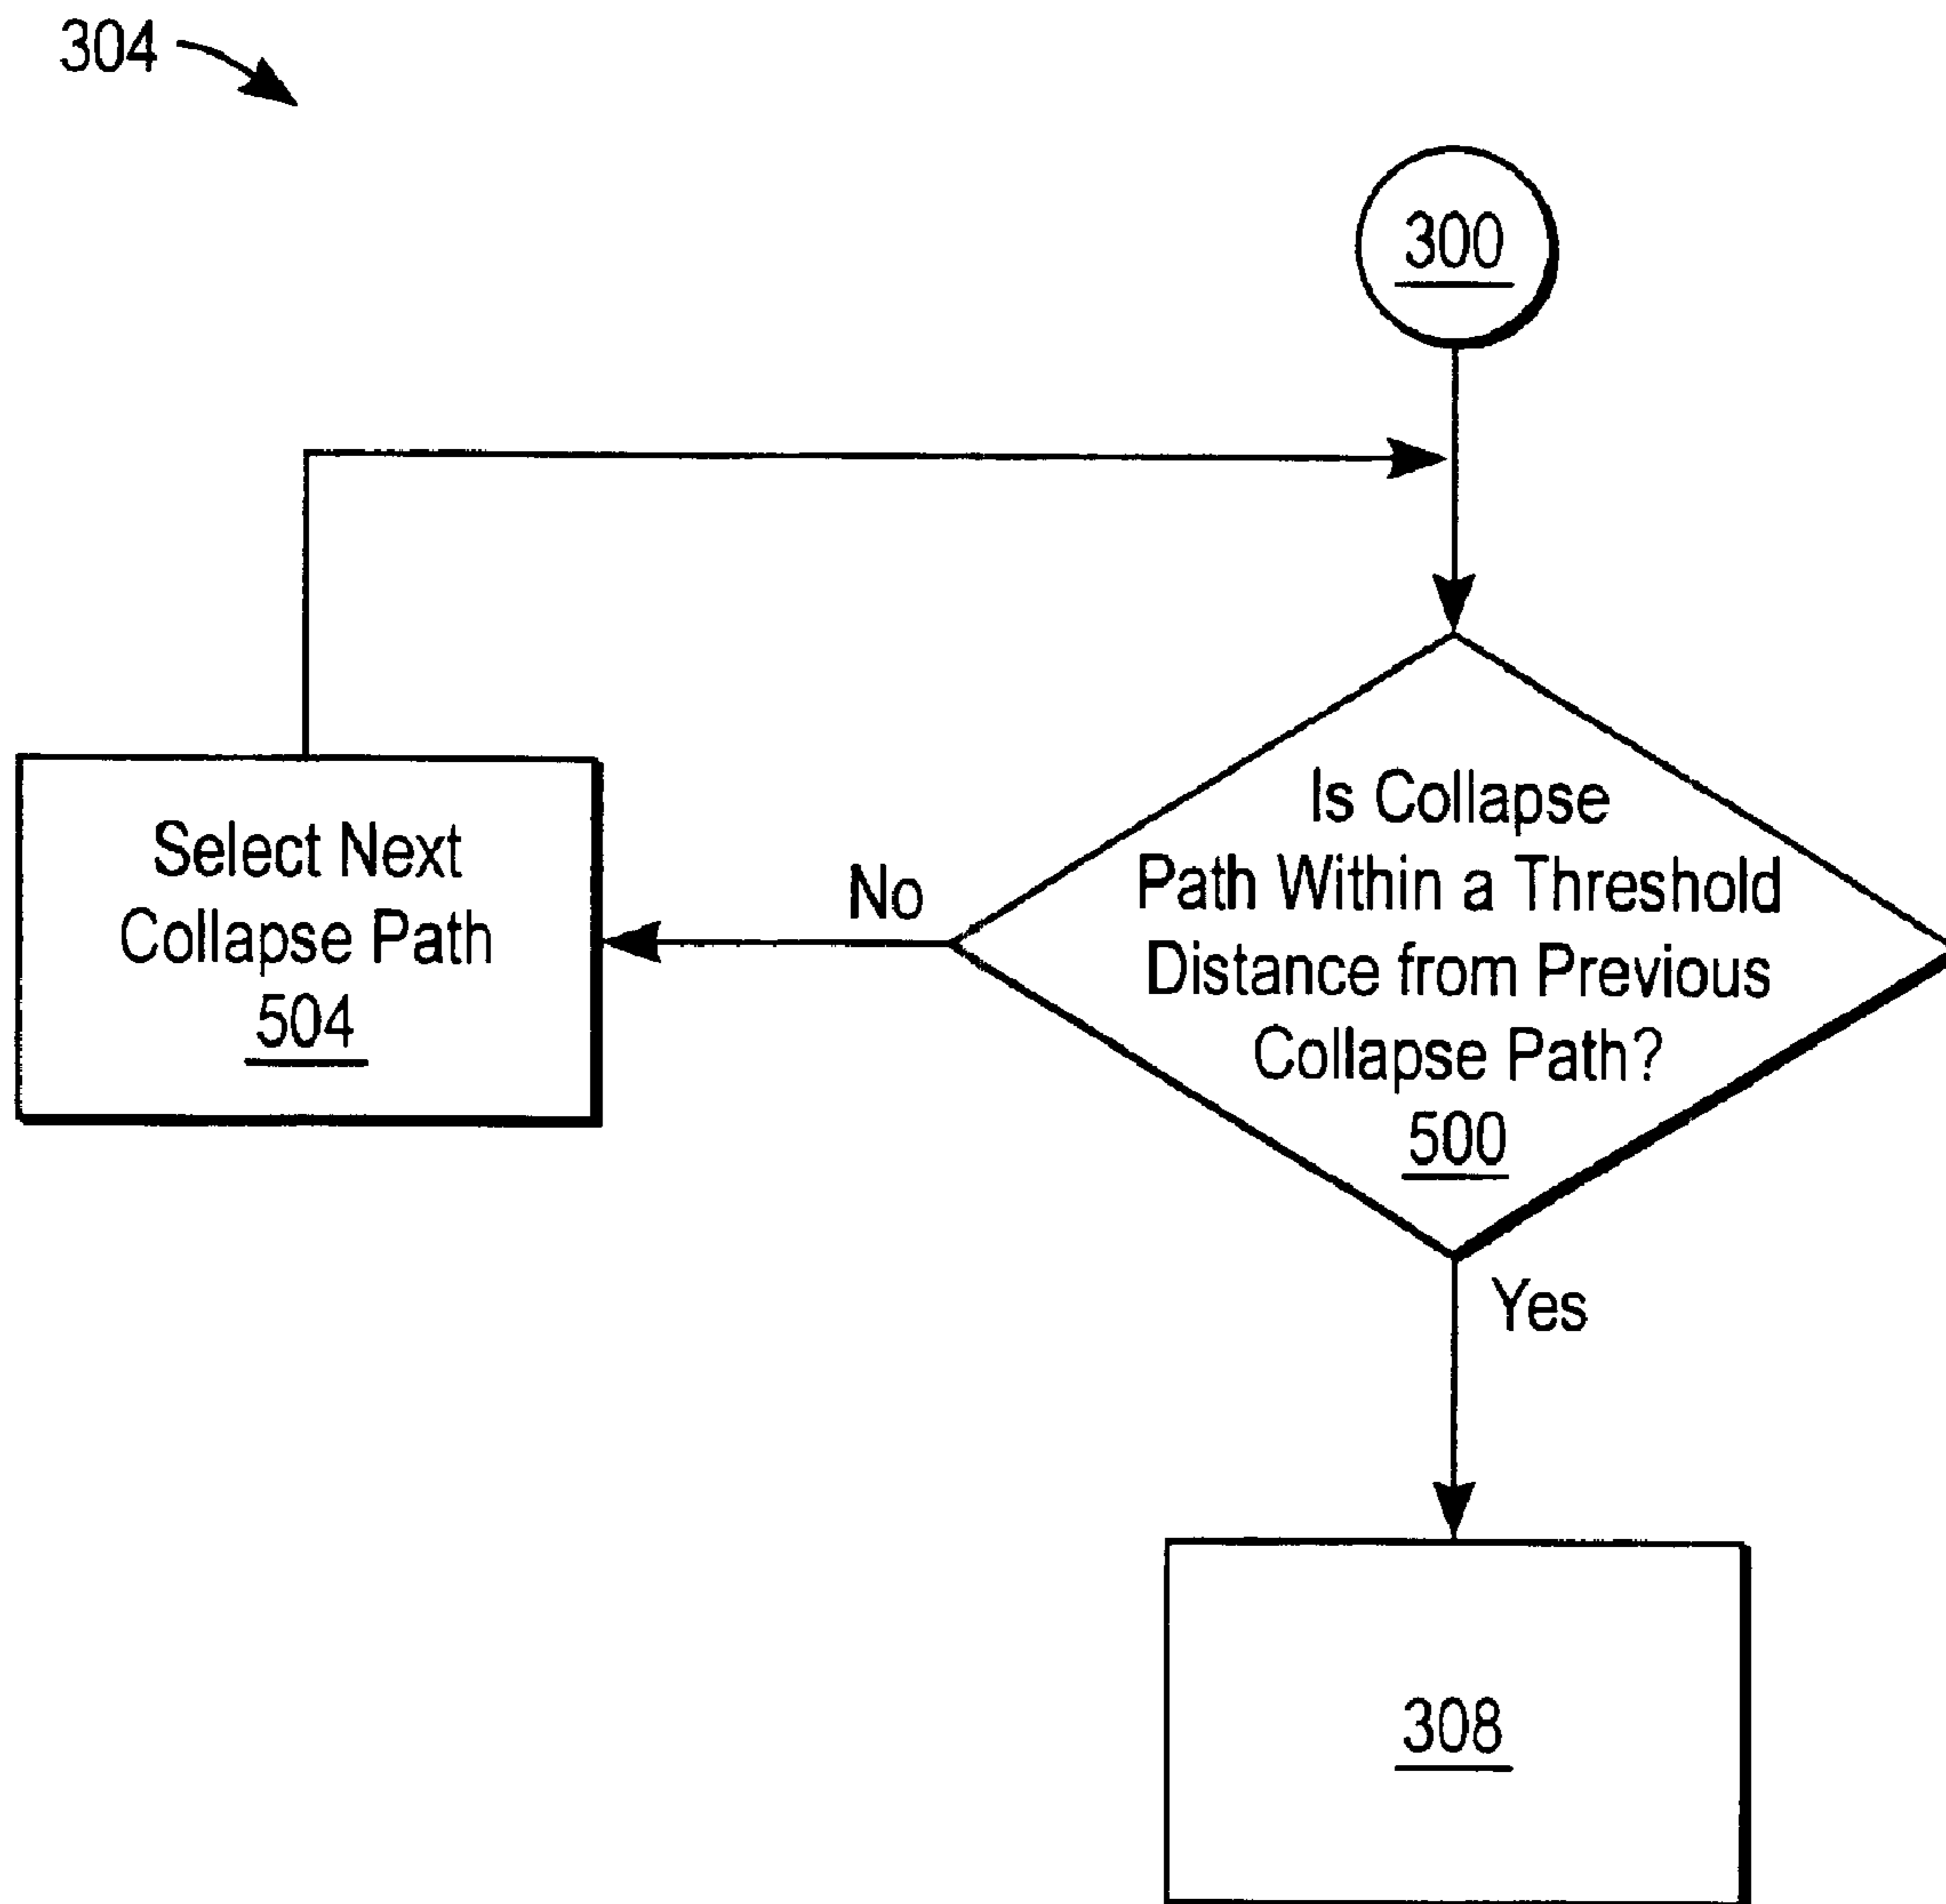 304
300
Select Next
Collapse Path
504
No
Is Collapse
Path Within a Threshold
Distance from Previous
Collapse Path?
500
Yes
308